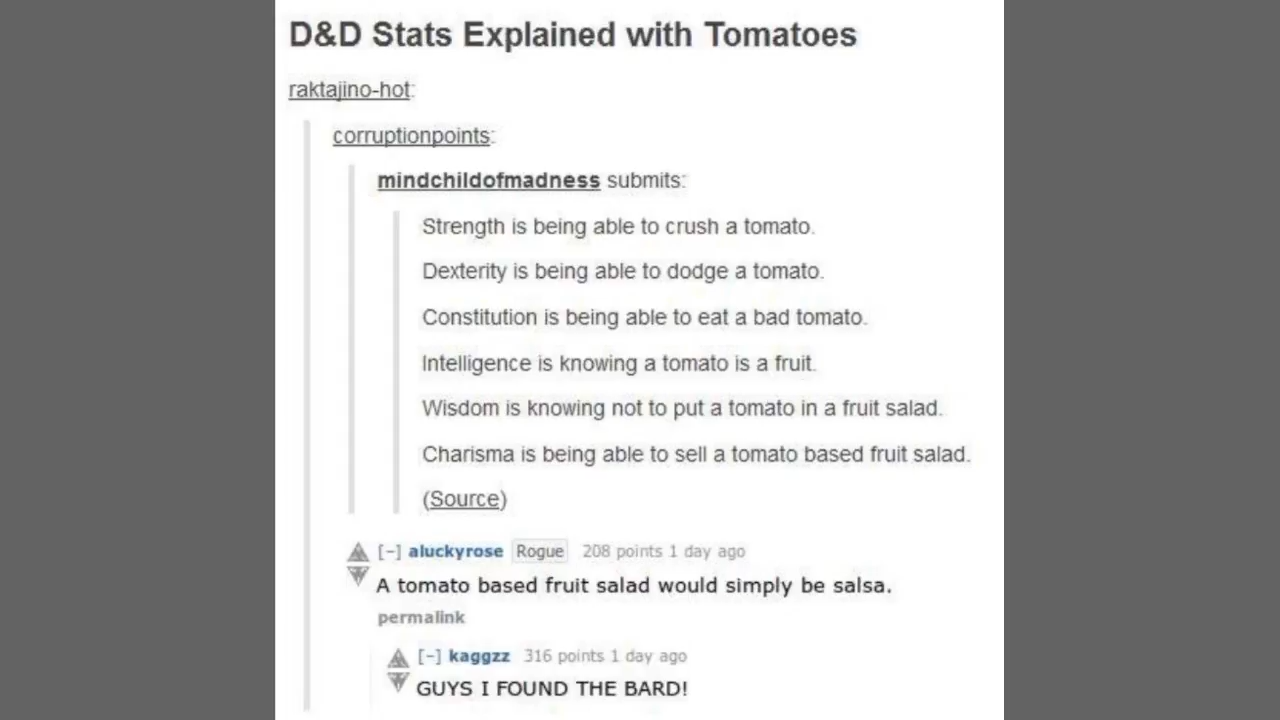 D&D Stats Explained with Tomatoes
raktajino-hot:
corruptionpoints:
mindchildofmadness submits:
Strength is being able to crush a tomato.
Dexterity is being able to dodge a tomato.
Constitution is being able to eat a bad tomato.
Intelligence is knowing a tomato is a fruit.
Wisdom is knowing not to put a tomato in a fruit salad.
Charisma is being able to sell a tomato based fruit salad.
(Source)
[-] aluckyrose Rogue 208 points 1 day ago
A tomato based fruit salad would simply be salsa.
permalink
[-] kaggzz 316 points 1 day ago
GUYS I FOUND THE BARD!